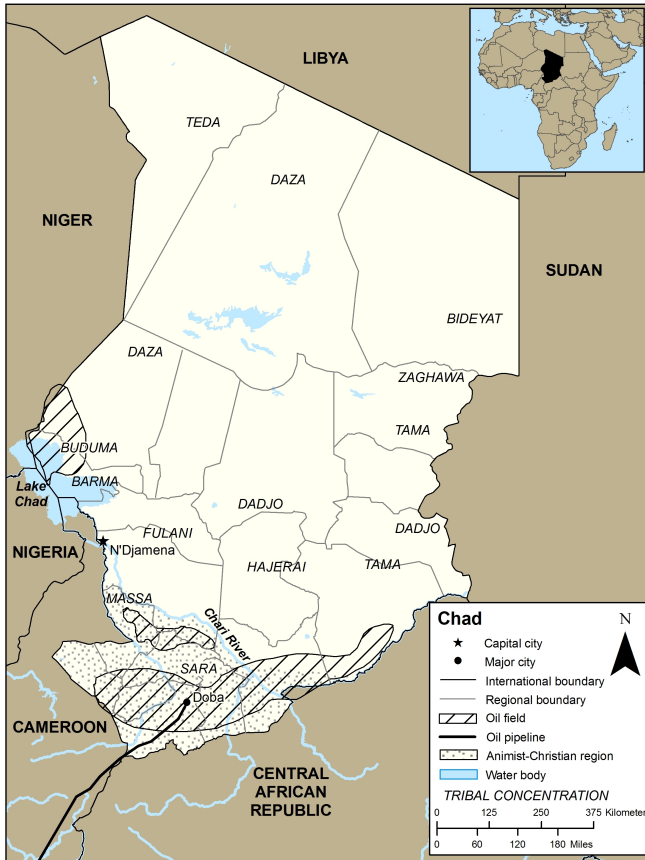 LIBYA
TEDA
DAZA
NIGER
SUDAN
BIDEYAT
DAZA
ZAGHAWA
TAMA
BUDUMA
BARMA
Lake
Chad
DADJO
DADJO
FULANI
NIGERIA
N'Djamena
HAJERAI
TAMA
MASSA
Chari River
SARA
Doba
CAMEROON
CENTRAL
AFRICAN
REPUBLIC
Chad
N
Capital city
Major city
International boundary
Regional boundary
Oil field
Oil pipeline
Animist-Christian region
Water body
TRIBAL CONCENTRATION
0 125 250 375 Kilometers
0 60 120 180 Miles